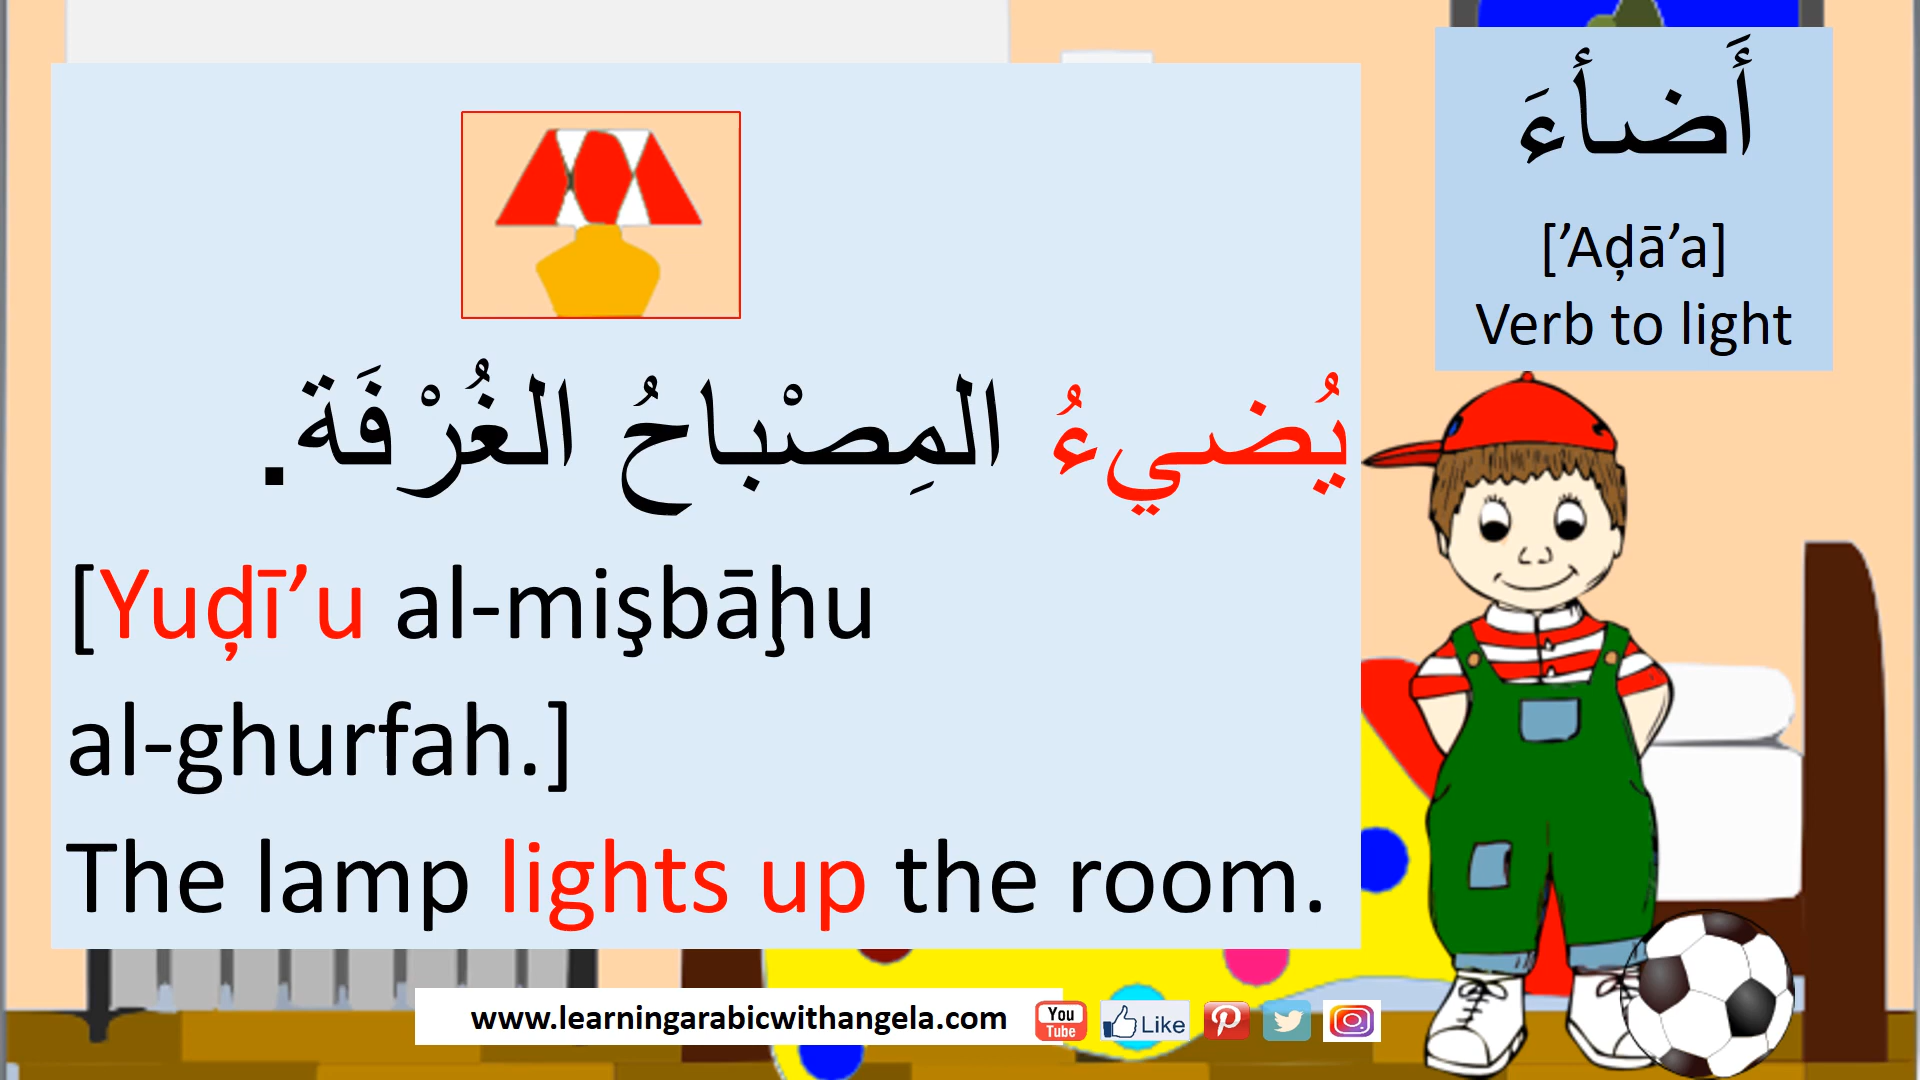 أَضأءَ
[’Aḍā’a]
Verb to light
يُضيءُ المِصْباحُ الغُرْفَة.
[Yuḍī’u al-mişbāḩu
al-ghurfah.]
The lamp lights up the room.
www.learningarabicwithangela.com
You Tube
Like